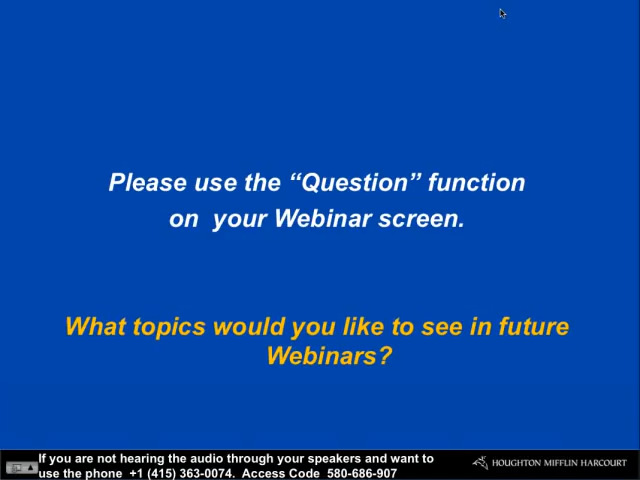 Please use the “Question” function
on  your Webinar screen.
What topics would you like to see in future
Webinars?
If you are not hearing the audio through your speakers and want to
use the phone  +1 (415) 363-0074.  Access Code  580-686-907
HOUGHTON MIFFLIN HARCOURT